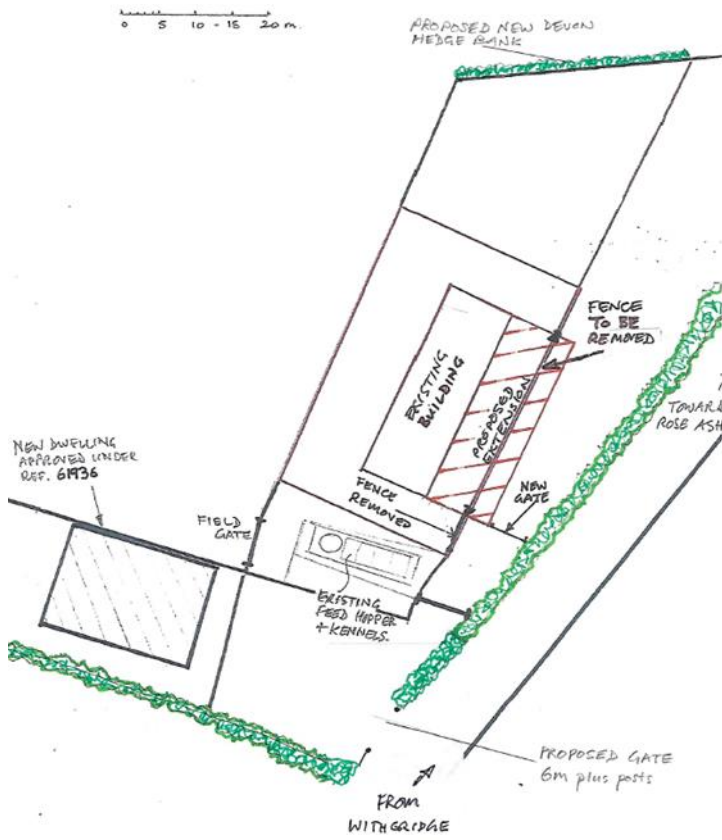 0 5 10 - 15 20 m.
PROPOSED NEW DEVON
HEDGE BANK
FENCE
TO BE
REMOVED
EXISTING
BUILDING
PROPOSED
EXTENSION
TOWARD
ROSE ASH
NEW DWELLING
APPROVED UNDER
REF. 61936
FENCE
REMOVED
NEW
GATE
FIELD
GATE
EXISTING
FEED HOPPER
+ KENNELS.
PROPOSED GATE
6m plus posts
FROM
WITHERIDGE